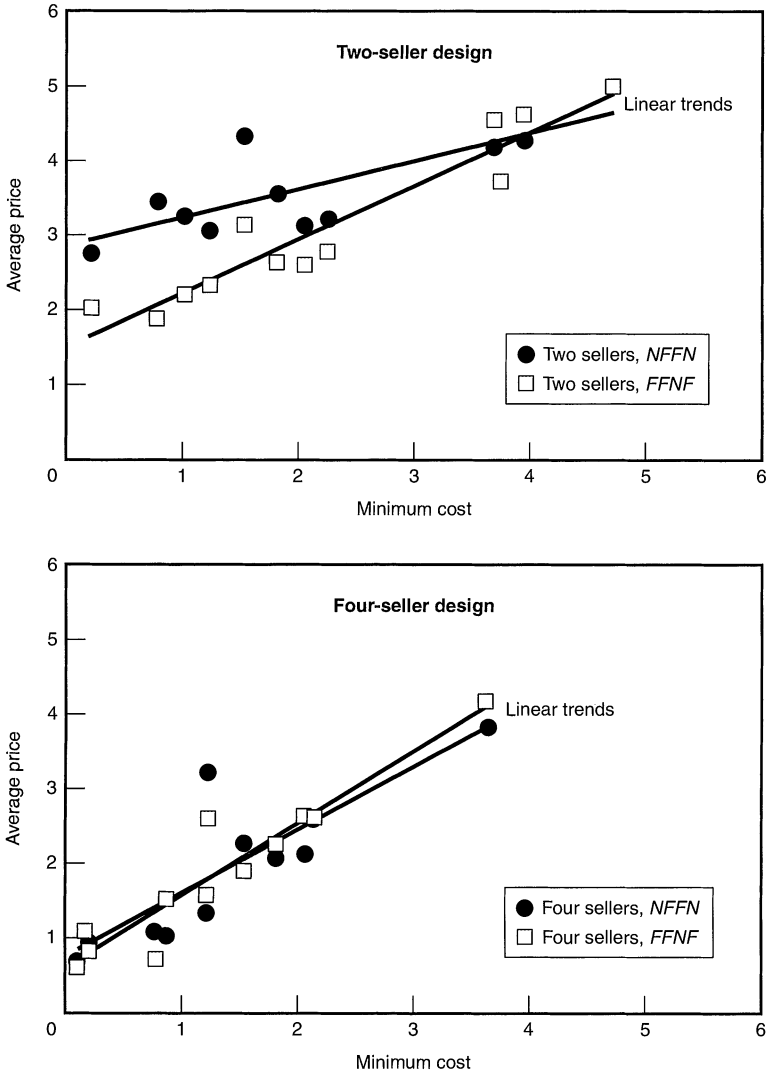 6
Two-seller design
5
Linear trends
4
Average price
3
2
Two sellers, NFFN
Two sellers, FFNF
1
0 1 2 3 4 5 6
Minimum cost
6
Four-seller design
5
4
Linear trends
Average price
3
2
Four sellers, NFFN
Four sellers, FFNF
1
0 1 2 3 4 5 6
Minimum cost